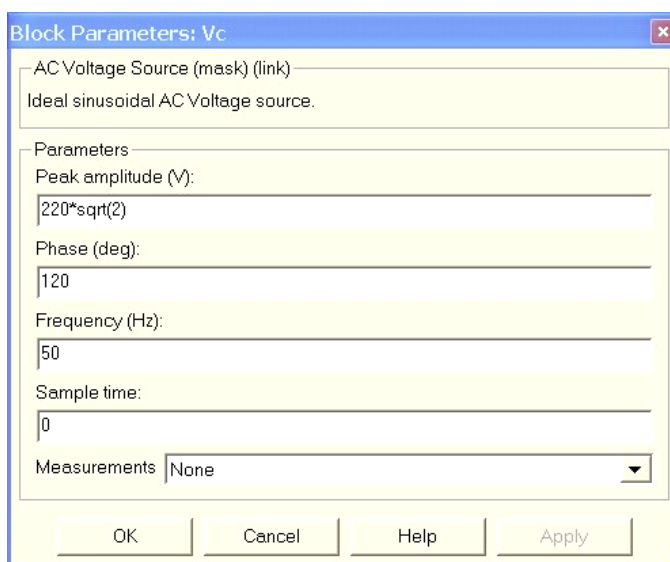 Block Parameters: Vc
AC Voltage Source (mask) (link)
Ideal sinusoidal AC Voltage source.
Parameters
Peak amplitude (V):
220*sqrt(2)
Phase (deg):
120
Frequency (Hz):
50
Sample time:
0
Measurements None
OK Cancel Help Apply